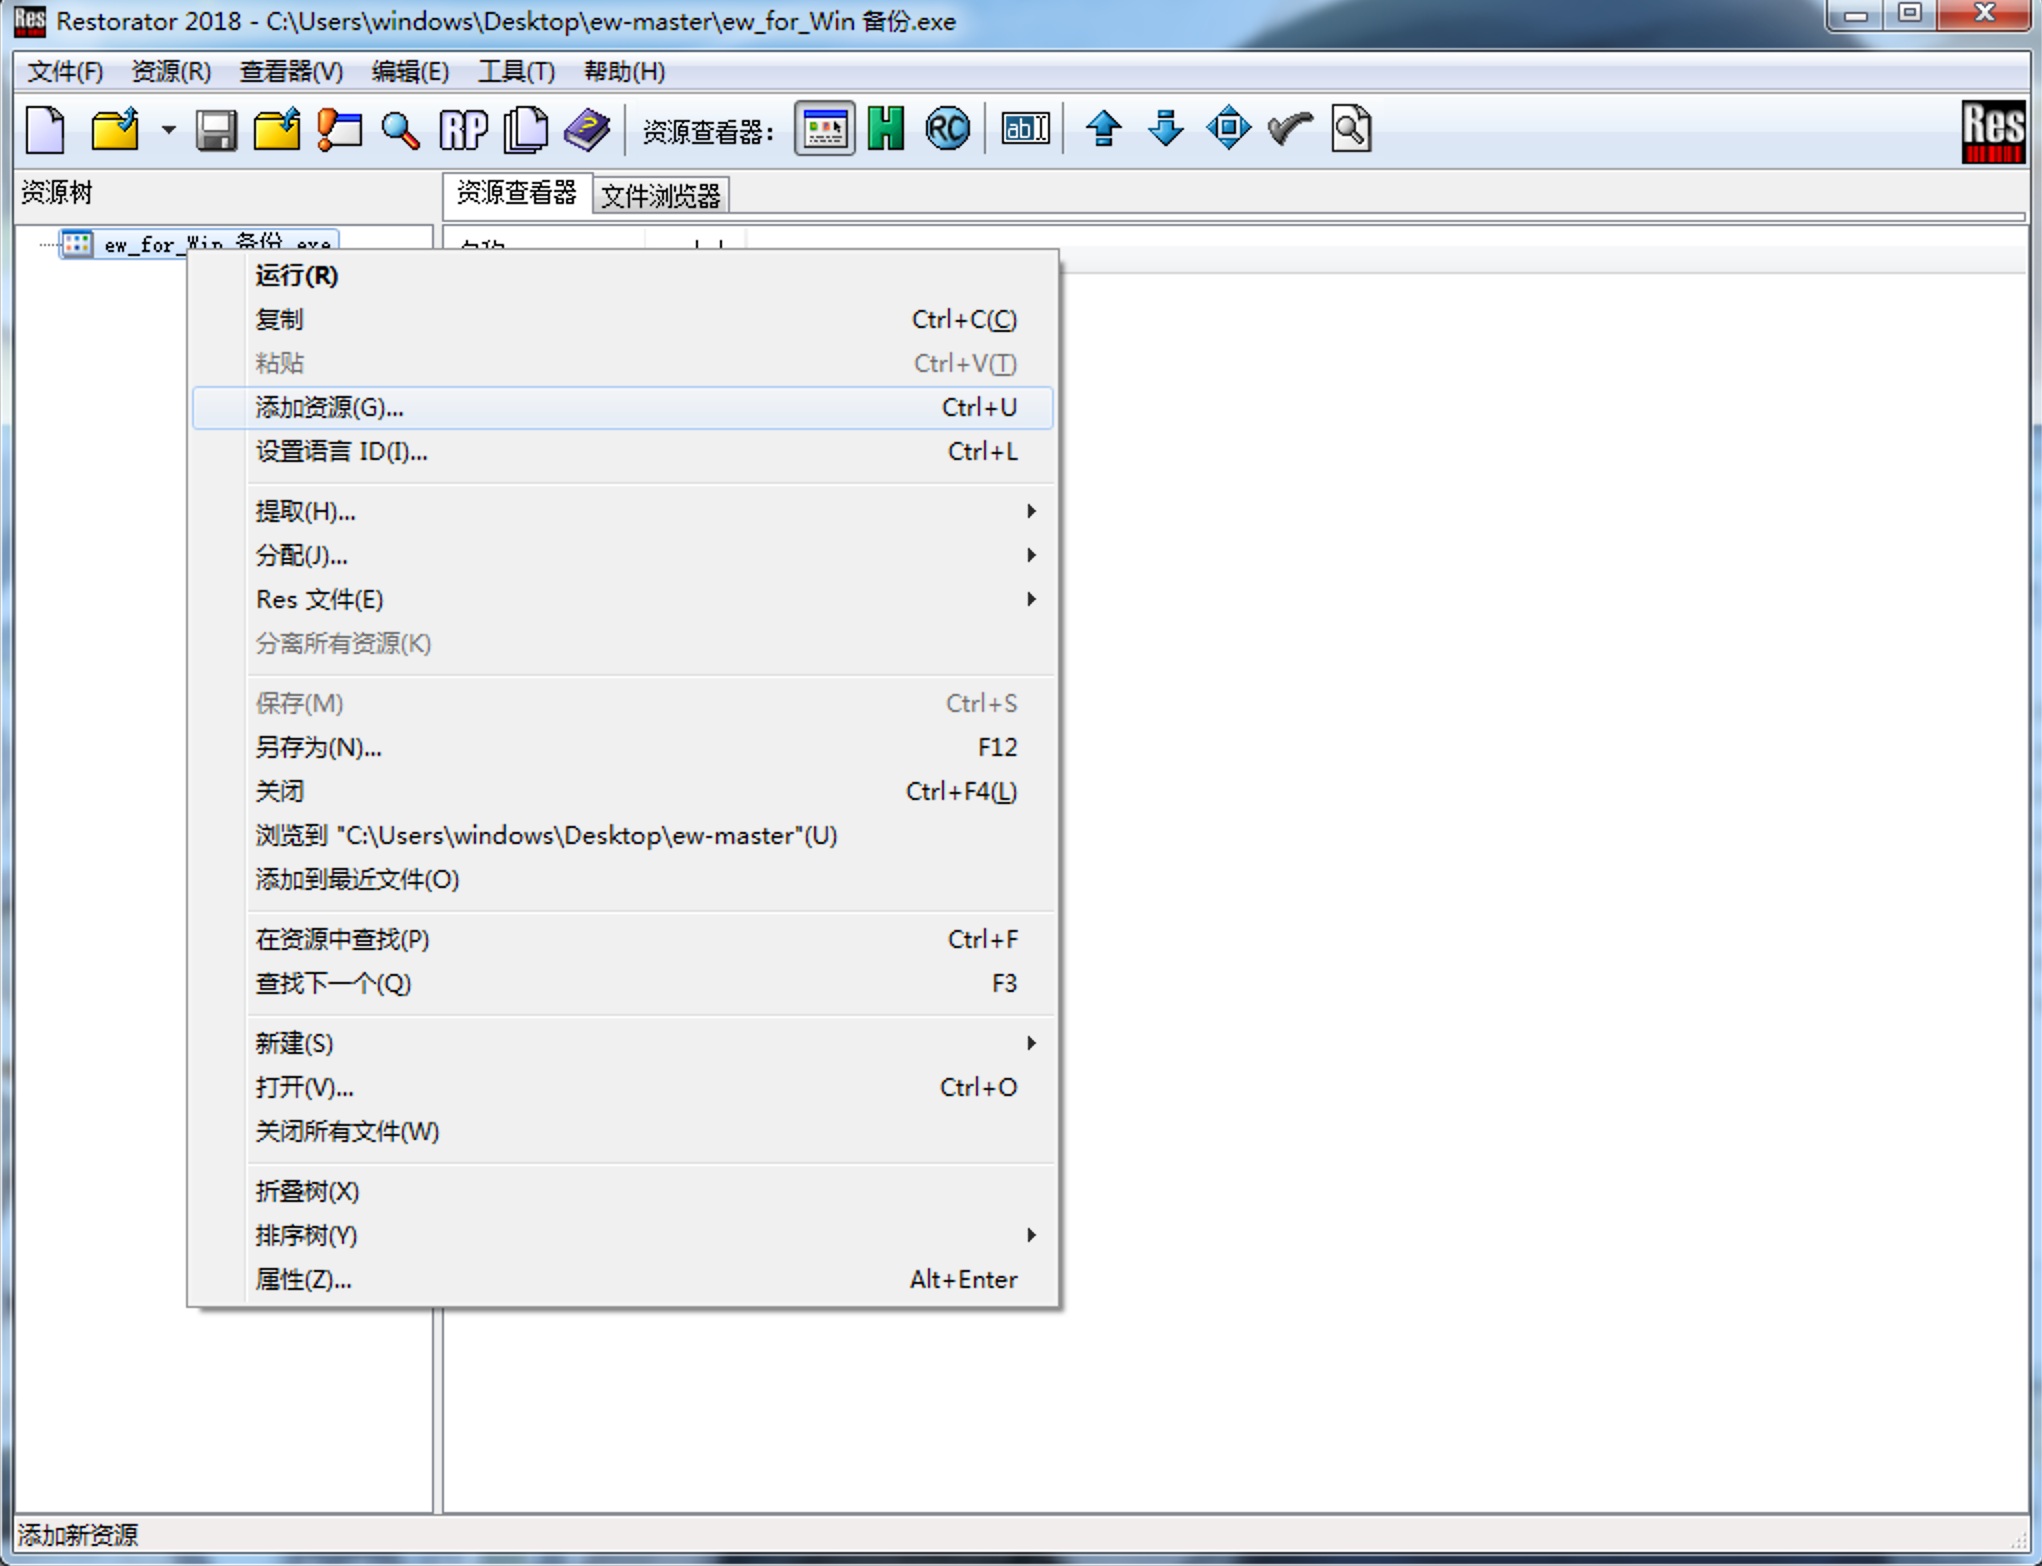 Restorator 2018 - C:\Users\windows\Desktop\ew-master\ew_for_Win 备份.exe
文件(F) 资源(R) 查看器(V) 编辑(E) 工具(T) 帮助(H)
RP 资源查看器： H RC ab Res
资源树 资源查看器 文件浏览器
ew_for_Win 备份.exe 名称
运行(R)
复制 Ctrl+C(C)
粘贴 Ctrl+V(T)
添加资源(G)... Ctrl+U
设置语言 ID(I)... Ctrl+L
提取(H)...
分配(J)...
Res 文件(E)
分离所有资源(K)
保存(M) Ctrl+S
另存为(N)... F12
关闭 Ctrl+F4(L)
浏览到 "C:\Users\windows\Desktop\ew-master"(U)
添加到最近文件(O)
在资源中查找(P) Ctrl+F
查找下一个(Q) F3
新建(S)
打开(V)... Ctrl+O
关闭所有文件(W)
折叠树(X)
排序树(Y)
属性(Z)... Alt+Enter
添加新资源